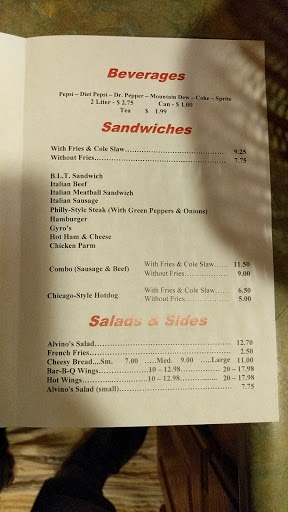 Beverages
Pepsi – Diet Pepsi – Dr. Pepper – Mountain Dew – Coke – Sprite
2 Liter - $ 2.75 Can - $ 1.00
Tea $ 1.99
Sandwiches
With Fries & Cole Slaw 9.25
Without Fries 7.75
B.L.T. Sandwich
Italian Beef
Italian Meatball Sandwich
Italian Sausage
Philly-Style Steak (With Green Peppers & Onions)
Hamburger
Gyro's
Hot Ham & Cheese
Chicken Parm
With Fries & Cole Slaw...... 11.50
Combo (Sausage & Beef) Without Fries............ 9.00
With Fries & Cole Slaw...... 6.50
Chicago-Style Hotdog Without Fries............ 5.00
Salads & Sides
Alvino's Salad 12.70
French Fries 2.50
Cheesy Bread....Sm. 7.00 .....Med. 9.00 ....Large 11.00
Bar-B-Q Wings 10 – 12.98 20 – 17.98
Hot Wings 10 – 12.98 20 – 17.98
Alvino's Salad (small) 7.75